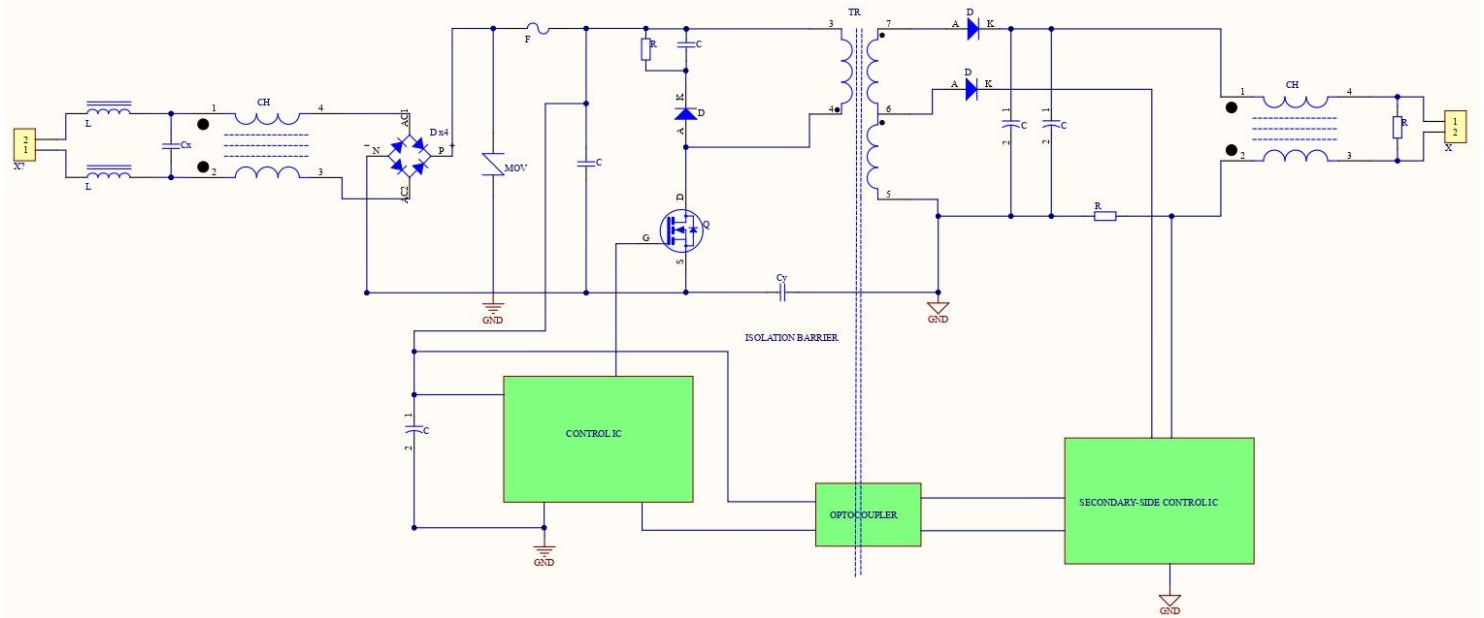 TR
D
3
7
A
K
F
R
C
D
A
K
K
D
A
4
6
CH
1
4
AC1
L
2
1
X?
Cx
N
-
D x4
P
+
MOV
C
1
C
2
1
C
2
CH
1
4
R
1
2
X
2
3
L
2
3
AC2
D
G
Q
S
5
R
Cy
GND
GND
ISOLATION BARRIER
1
C
2
CONTROL IC
OPTOCOUPLER
SECONDARY-SIDE CONTROL IC
GND
GND